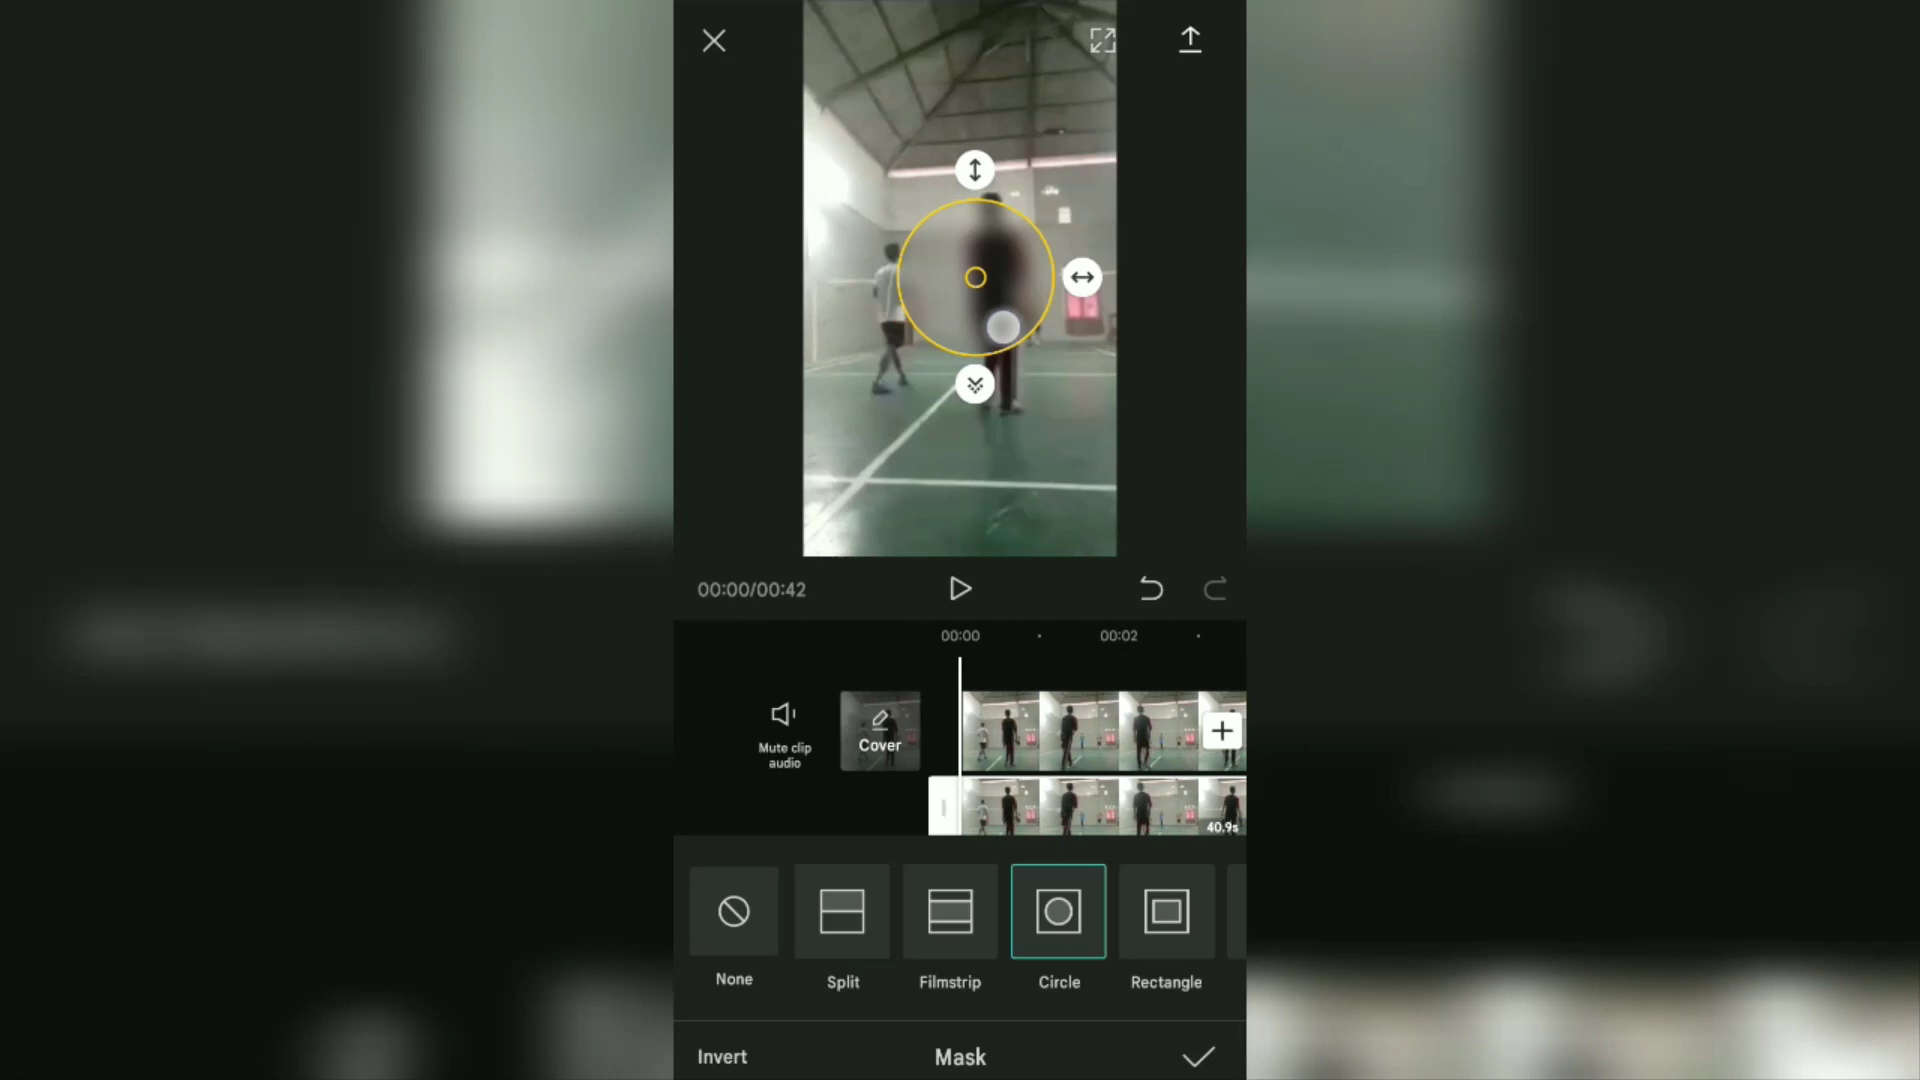 00:00/00:42
00:00
00:02
Mute clip
audio
Cover
40.9s
None
Split
Filmstrip
Circle
Rectangle
Invert
Mask